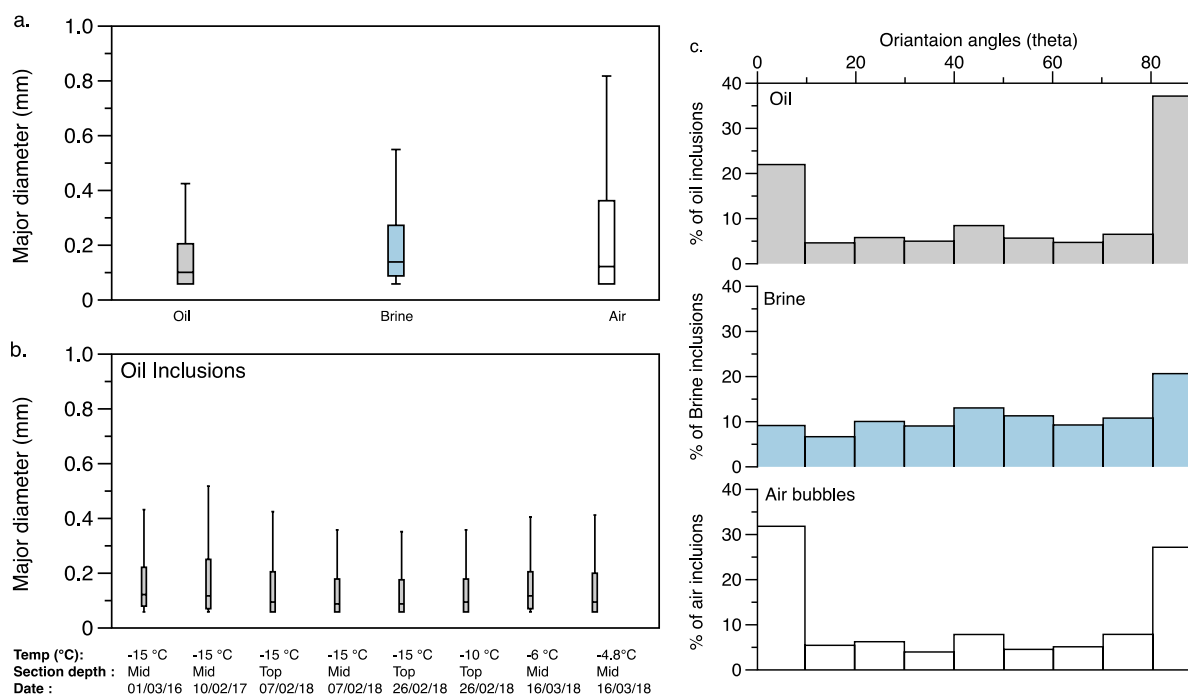 a.
1.0
0.8
0.6
0.4
0.2
0
Major diameter (mm)
Oil
Brine
Air
b.
Oil Inclusions
1.0
0.8
0.6
0.4
0.2
0
Major diameter (mm)
Temp (°C): -15 °C -15 °C -15 °C -15 °C -15 °C -10 °C -6 °C -4.8°C
Section depth : Mid Mid Top Mid Top Top Mid Mid
Date : 01/03/16 10/02/17 07/02/18 07/02/18 26/02/18 26/02/18 16/03/18 16/03/18
c.
Oriantaion angles (theta)
0 20 40 60 80
Oil
40
30
20
10
0
% of oil inclusions
Brine
40
30
20
10
0
% of Brine inclusions
Air bubbles
40
30
20
10
0
% of air incluions